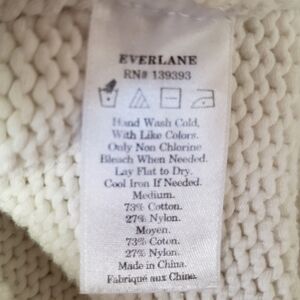 EVERLANE
RN# 139393
Hand Wash Cold,
With Like Colors.
Only Non Chlorine
Bleach When Needed.
Lay Flat to Dry.
Cool Iron If Needed.
Medium.
73% Cotton.
27% Nylon.
Moyen.
73% Coton.
27% Nylon.
Made in China.
Fabriqué aux Chine.